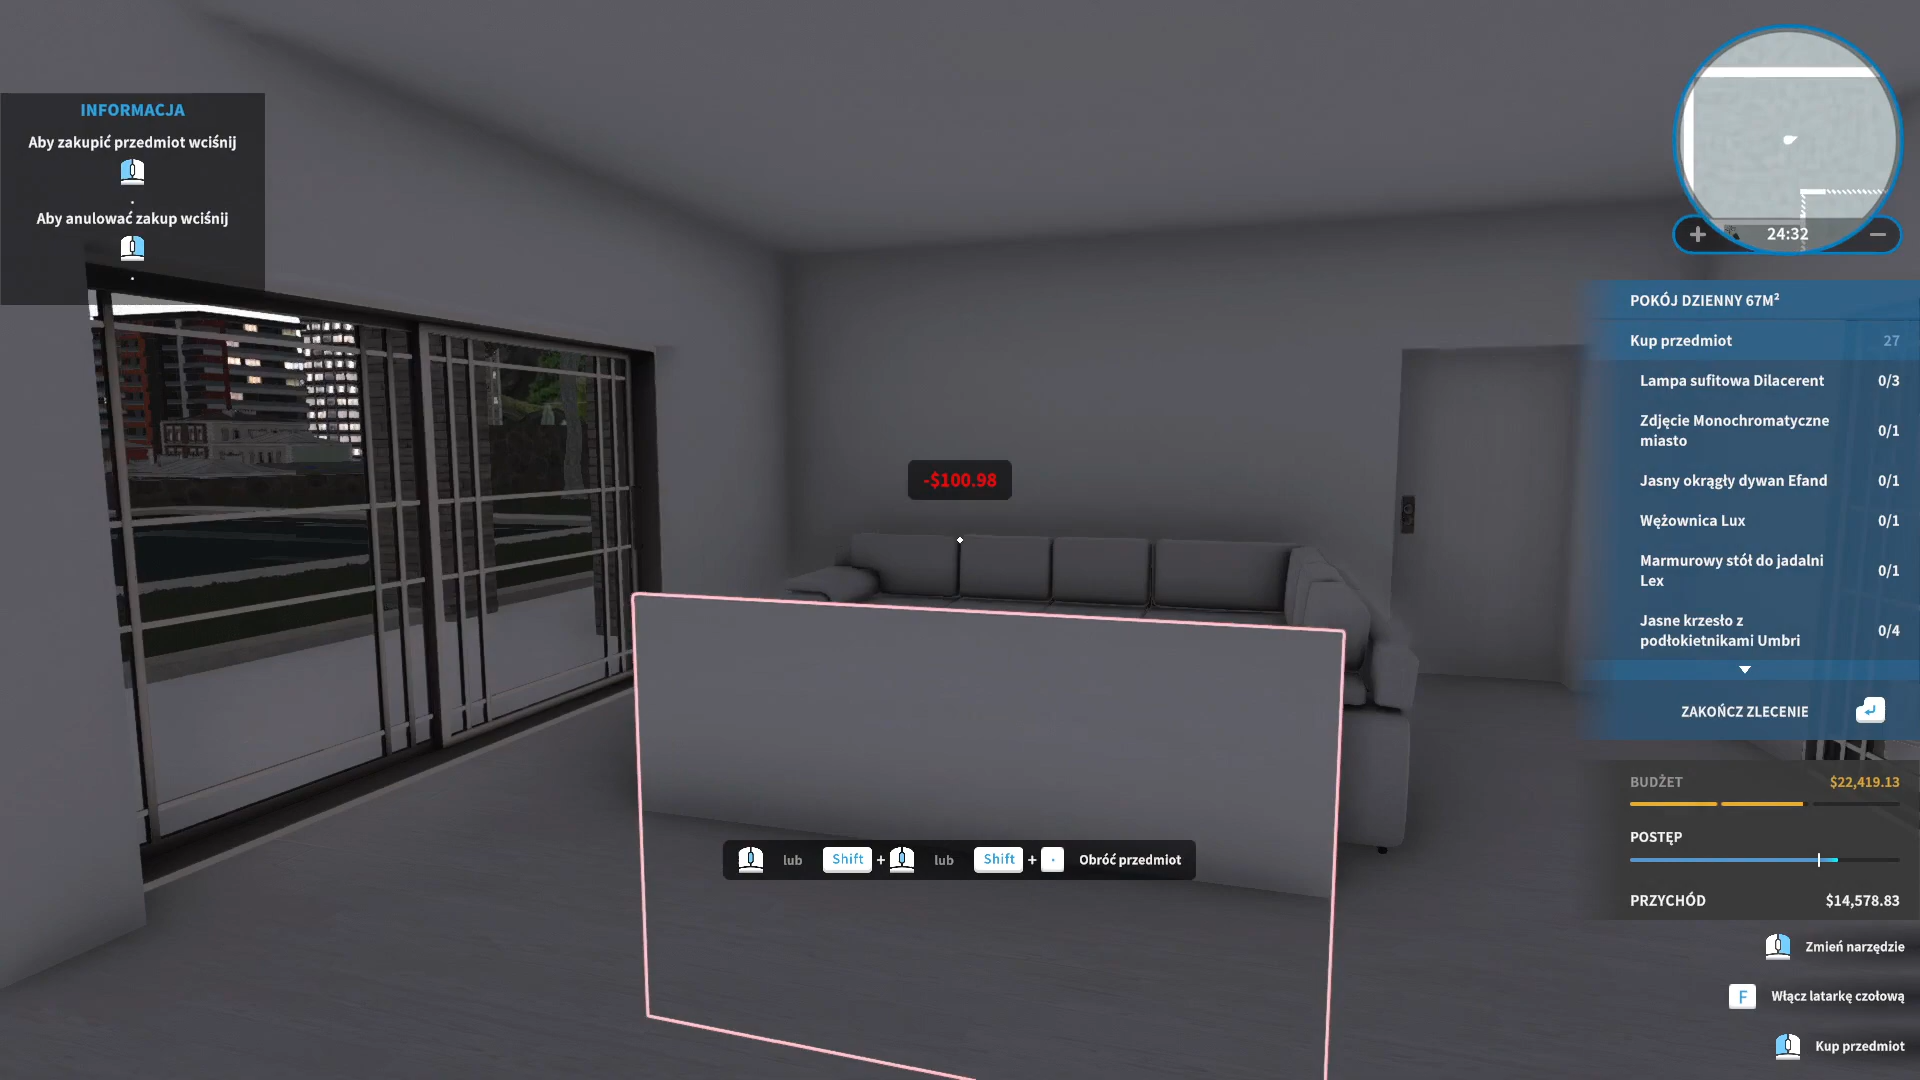 INFORMACJA
Aby zakupić przedmiot wciśnij
.
Aby anulować zakup wciśnij
.
24:32
POKÓJ DZIENNY 67M²
Kup przedmiot 27
Lampa sufitowa Dilacerent 0/3
Zdjęcie Monochromatyczne
miasto 0/1
Jasny okrągły dywan Efand 0/1
Wężownica Lux 0/1
Marmurowy stół do jadalni
Lex 0/1
Jasne krzesło z
podłokietnikami Umbri 0/4
ZAKOŃCZ ZLECENIE
-$100.98
BUDŻET $22,419.13
POSTĘP
PRZYCHÓD $14,578.83
lub Shift + lub Shift + · Obróć przedmiot
Zmień narzędzie
F Włącz latarkę czołową
Kup przedmiot